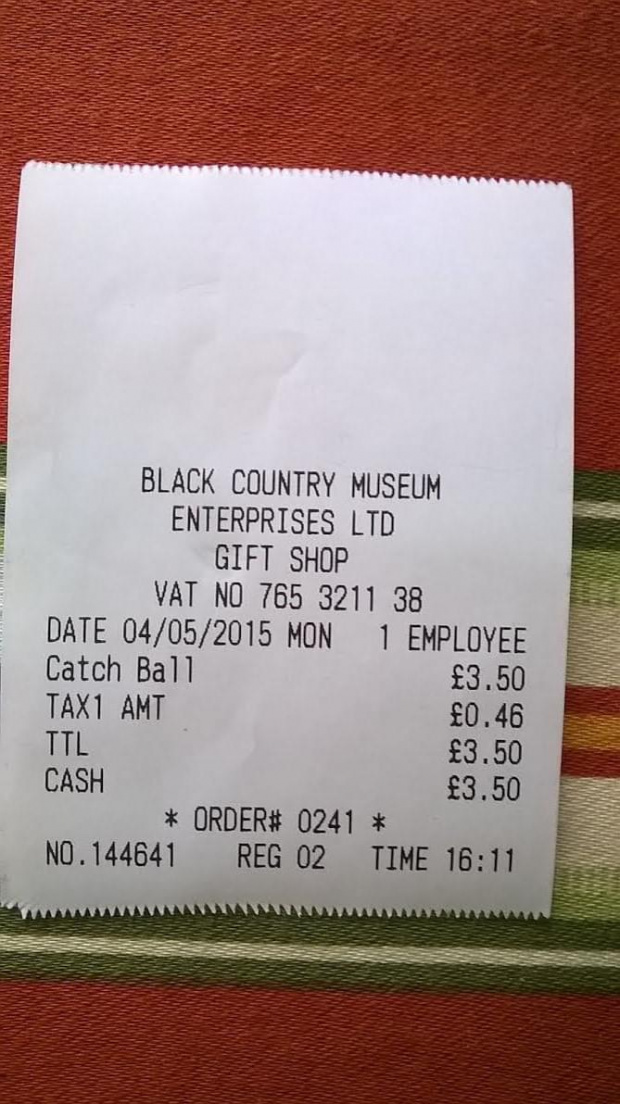 BLACK COUNTRY MUSEUM
ENTERPRISES LTD
GIFT SHOP
VAT NO 765 3211 38
DATE 04/05/2015 MON 1 EMPLOYEE
Catch Ball £3.50
TAX1 AMT £0.46
TTL £3.50
CASH £3.50
* ORDER# 0241 *
NO.144641 REG 02 TIME 16:11